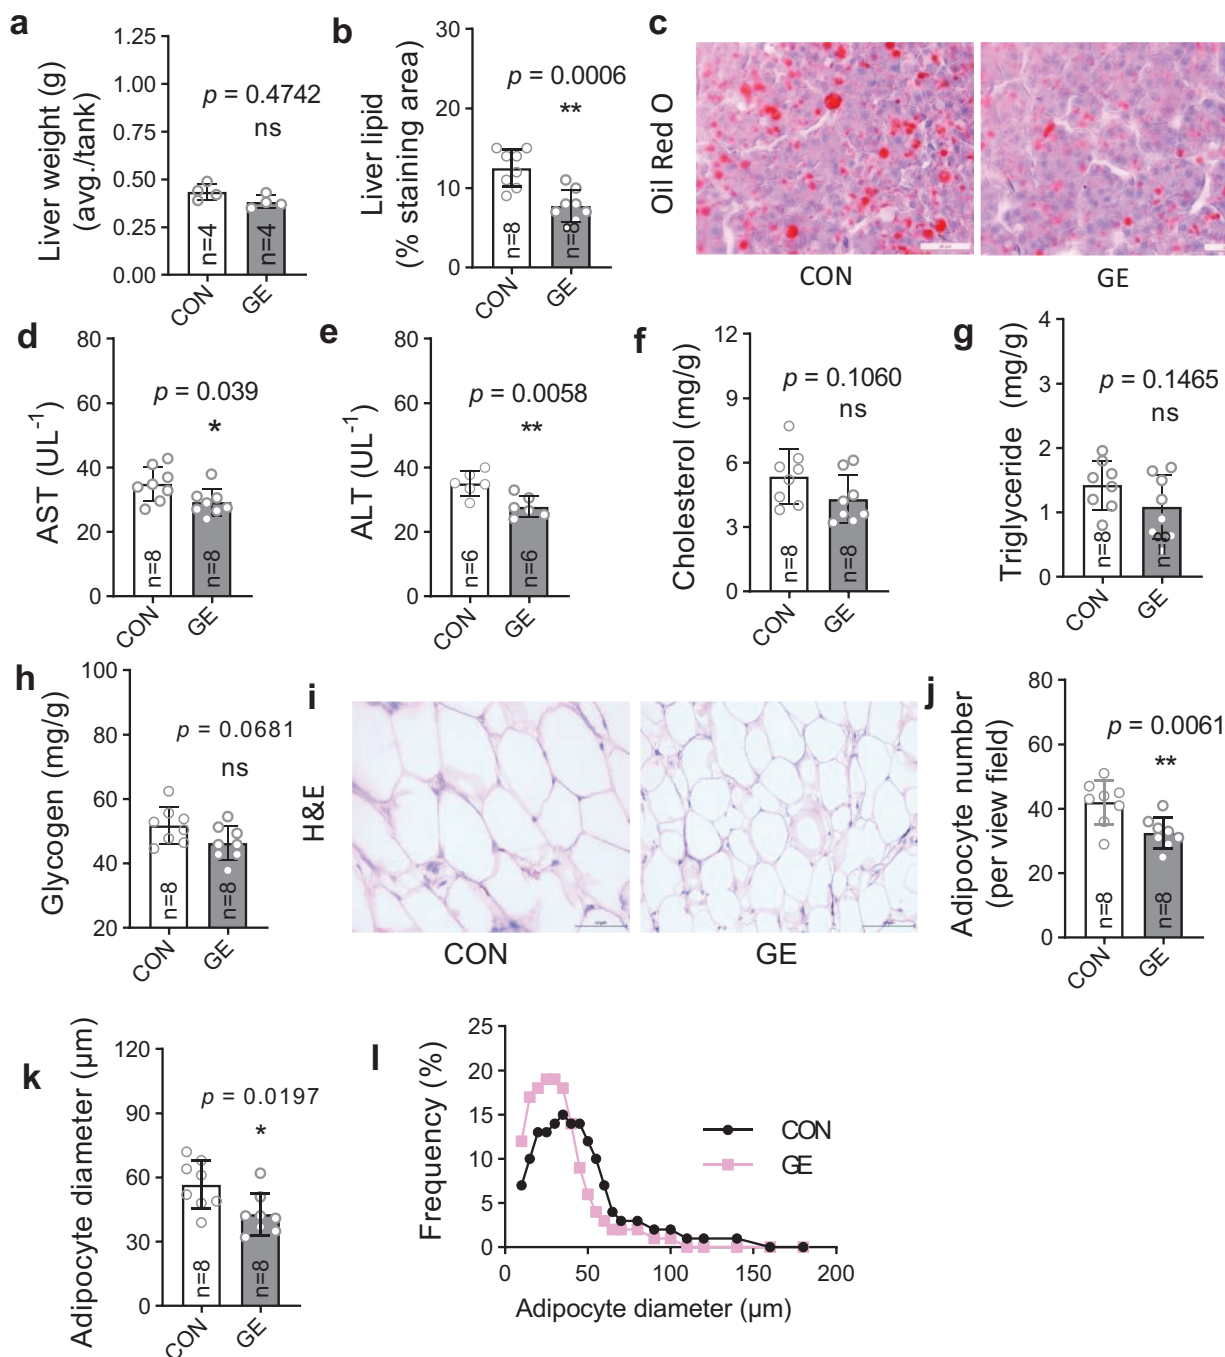 a
Liver weight (g)
(avg./tank)
1.25
1.00
0.75
0.50
0.25
0.00
p = 0.4742
ns
n=4
n=4
CON
GE
b
Liver lipid
(% staining area)
30
20
10
0
p = 0.0006
**
n=8
CON
GE
c
Oil Red O
CON
GE
d
AST (UL⁻¹)
80
60
40
20
0
p = 0.039
*
n=8
n=8
CON
GE
e
ALT (UL⁻¹)
80
60
40
20
0
p = 0.0058
**
n=6
n=6
CON
GE
f
Cholesterol (mg/g)
12
9
6
3
0
p = 0.1060
ns
n=8
n=8
CON
GE
g
Triglyceride (mg/g)
4
3
2
1
0
p = 0.1465
ns
n=8
CON
GE
h
Glycogen (mg/g)
100
80
60
40
20
p = 0.0681
ns
n=8
n=8
CON
GE
i
H&E
CON
GE
j
Adipocyte number
(per view field)
80
60
40
20
0
p = 0.0061
**
n=8
n=8
CON
GE
k
Adipocyte diameter (µm)
120
90
60
30
0
p = 0.0197
*
n=8
n=8
CON
GE
l
Frequency (%)
25
20
15
10
5
0
CON
GE
0 50 100 150 200
Adipocyte diameter (µm)